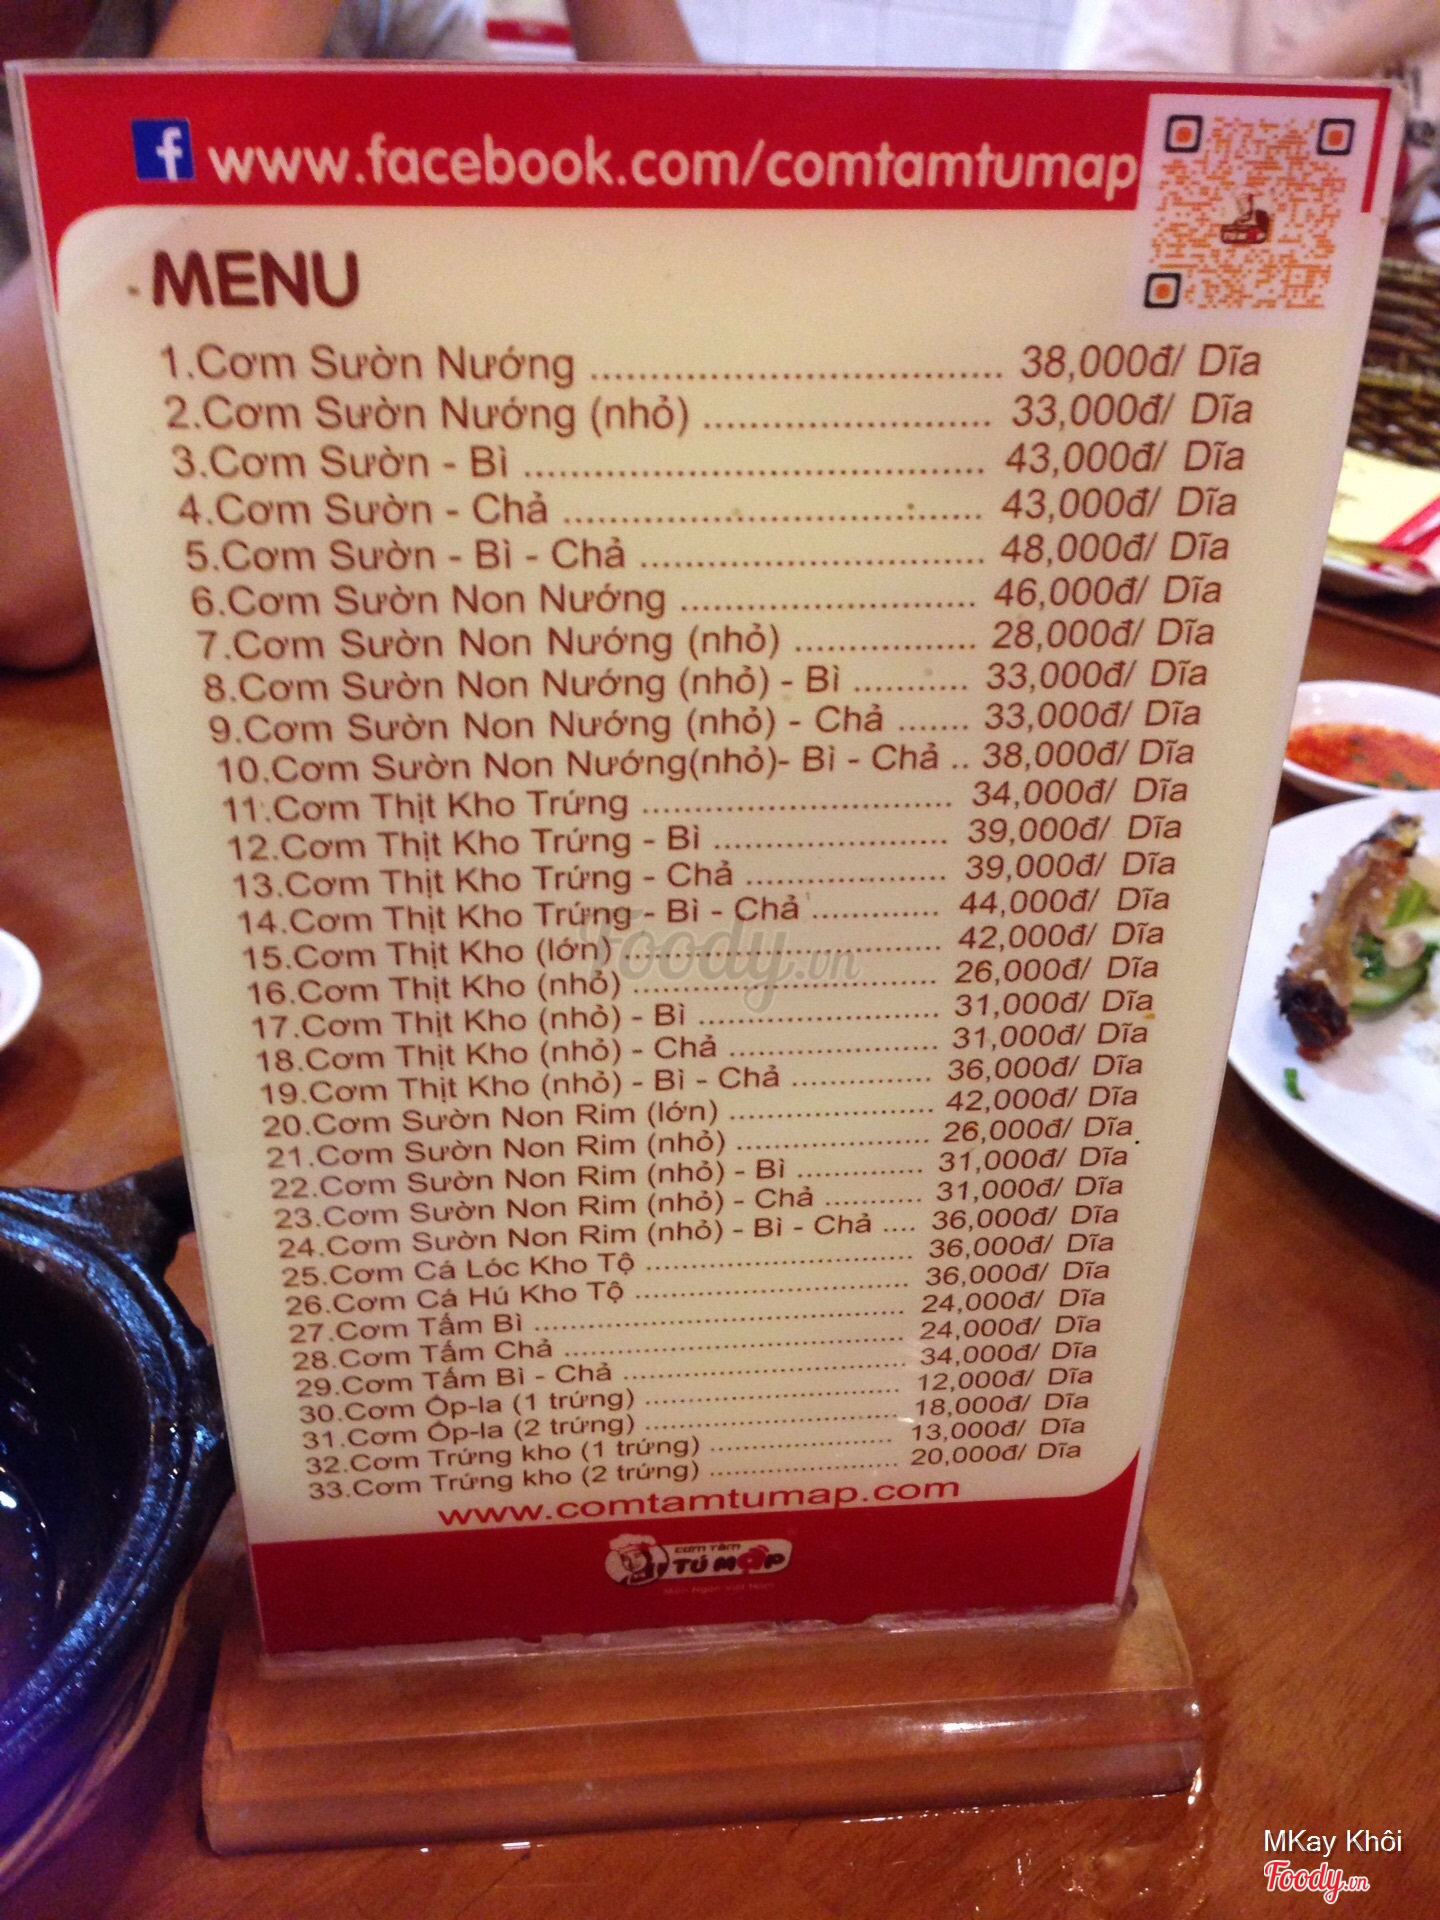 f www.facebook.com/comtamtumap
MENU
1.Cơm Sườn Nướng .................................. 38,000đ/ Dĩa
2.Cơm Sườn Nướng (nhỏ) ........................ 33,000đ/ Dĩa
3.Cơm Sườn - Bì ...................................... 43,000đ/ Dĩa
4.Cơm Sườn - Chả ................................... 43,000đ/ Dĩa
5.Cơm Sườn - Bì - Chả ............................. 48,000đ/ Dĩa
6.Cơm Sườn Non Nướng ......................... 46,000đ/ Dĩa
7.Cơm Sườn Non Nướng (nhỏ) ................ 28,000đ/ Dĩa
8.Cơm Sườn Non Nướng (nhỏ) - Bì ........... 33,000đ/ Dĩa
9.Cơm Sườn Non Nướng (nhỏ) - Chả ....... 33,000đ/ Dĩa
10.Cơm Sườn Non Nướng(nhỏ)- Bì - Chả .. 38,000đ/ Dĩa
11.Cơm Thịt Kho Trứng ............................ 34,000đ/ Dĩa
12.Cơm Thịt Kho Trứng - Bì ..................... 39,000đ/ Dĩa
13.Cơm Thịt Kho Trứng - Chả .................. 39,000đ/ Dĩa
14.Cơm Thịt Kho Trứng - Bì - Chả ............. 44,000đ/ Dĩa
15.Cơm Thịt Kho (lớn) .............................. 42,000đ/ Dĩa
16.Cơm Thịt Kho (nhỏ) ............................. 26,000đ/ Dĩa
17.Cơm Thịt Kho (nhỏ) - Bì ....................... 31,000đ/ Dĩa
18.Cơm Thịt Kho (nhỏ) - Chả .................... 31,000đ/ Dĩa
19.Cơm Thịt Kho (nhỏ) - Bì - Chả .............. 36,000đ/ Dĩa
20.Cơm Sườn Non Rim (lớn) .................... 42,000đ/ Dĩa
21.Cơm Sườn Non Rim (nhỏ) ................... 26,000đ/ Dĩa
22.Cơm Sườn Non Rim (nhỏ) - Bì ............. 31,000đ/ Dĩa
23.Cơm Sườn Non Rim (nhỏ) - Chả .......... 31,000đ/ Dĩa
24.Cơm Sườn Non Rim (nhỏ) - Bì - Chả .... 36,000đ/ Dĩa
25.Cơm Cá Lóc Kho Tộ ............................ 36,000đ/ Dĩa
26.Cơm Cá Hú Kho Tộ ............................. 36,000đ/ Dĩa
27.Cơm Tấm Bì ........................................ 24,000đ/ Dĩa
28.Cơm Tấm Chả ..................................... 24,000đ/ Dĩa
29.Cơm Tấm Bì - Chả ............................... 34,000đ/ Dĩa
30.Cơm Ốp-la (1 trứng) ............................ 12,000đ/ Dĩa
31.Cơm Ốp-la (2 trứng) ............................ 18,000đ/ Dĩa
32.Cơm Trứng kho (1 trứng) ..................... 13,000đ/ Dĩa
33.Cơm Trứng kho (2 trứng) ..................... 20,000đ/ Dĩa
www.comtamtumap.com
CƠM TẤM
TÚ MẬP
Foody.vn
MKay Khôi
Foody.vn